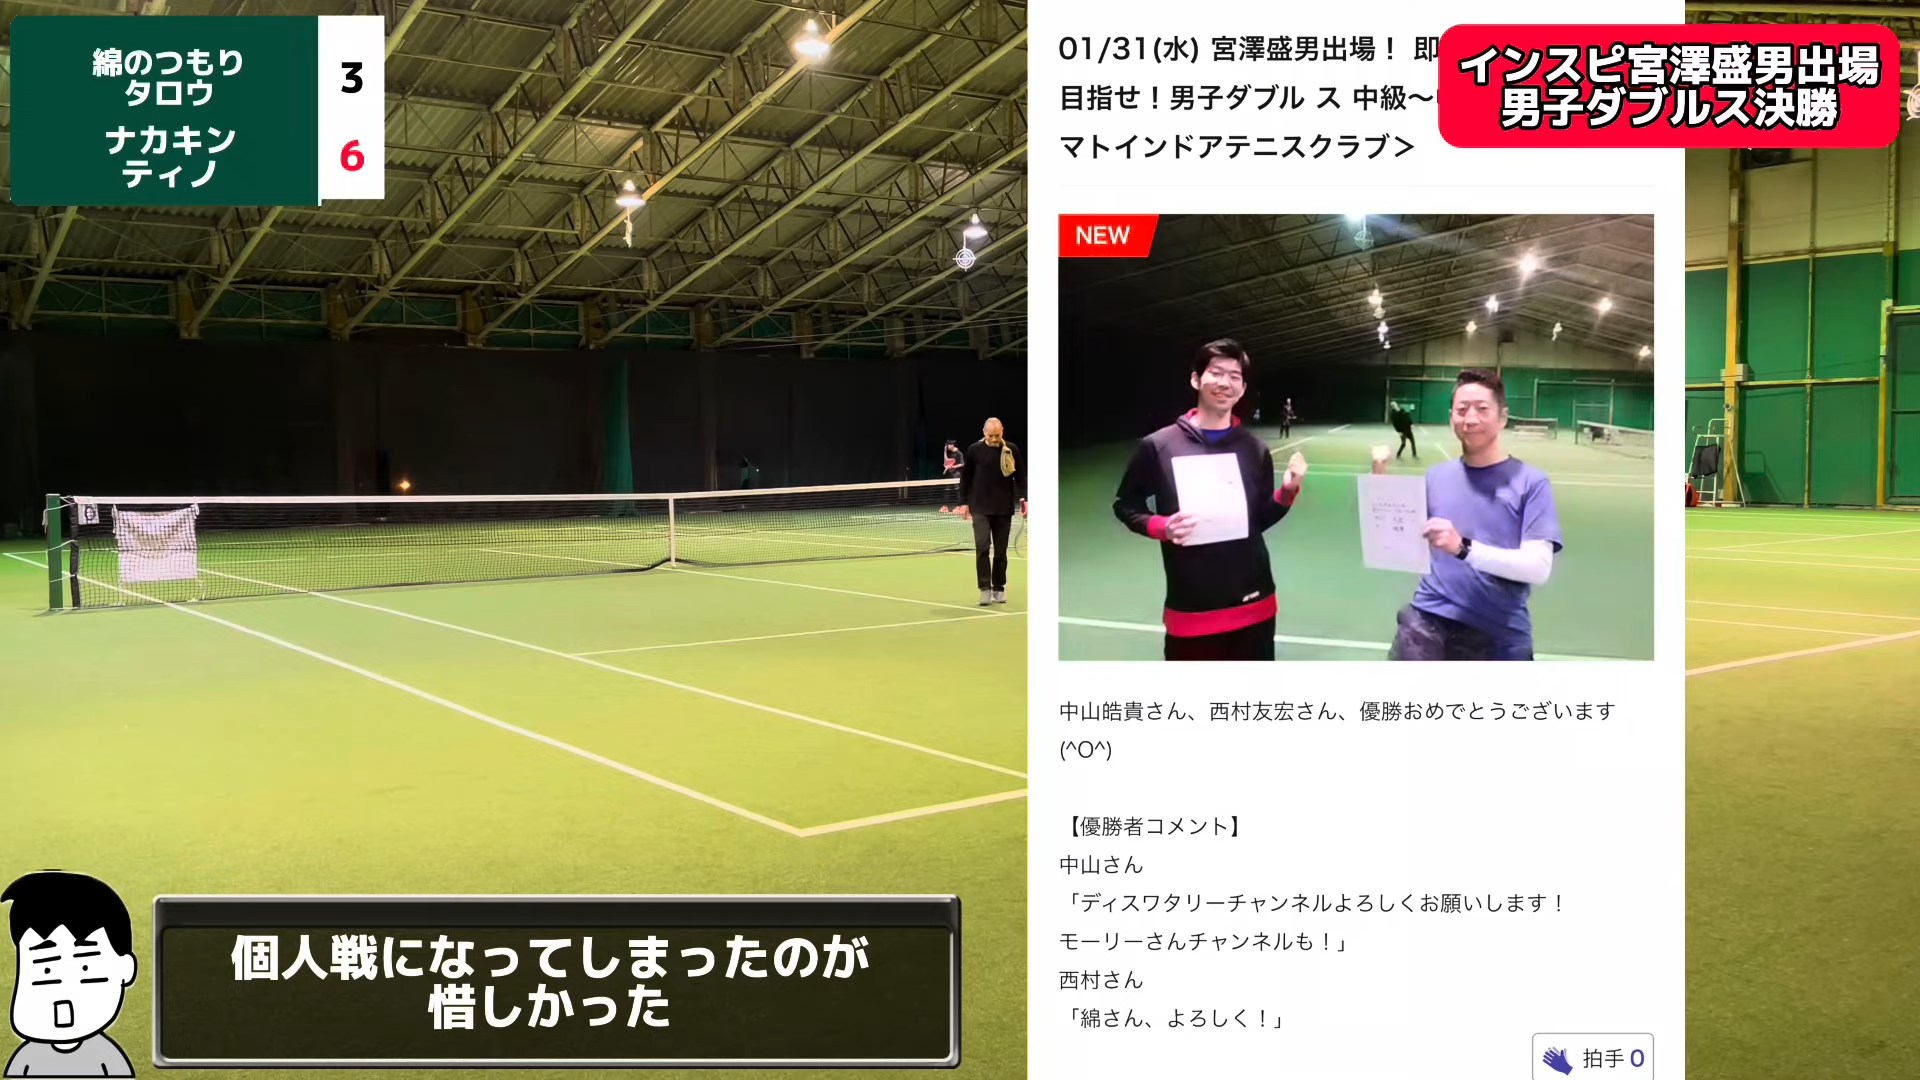 綿のつもり
タロウ
3
ナカキン
ティノ
6
01/31(水) 宮澤盛男出場！ 即
目指せ！男子ダブル ス 中級〜
マトインドアテニスクラブ＞
インスピ宮澤盛男出場
男子ダブルス決勝
NEW
中山皓貴さん、西村友宏さん、優勝おめでとうございます
(^O^)
【優勝者コメント】
中山さん
「ディスワタリーチャンネルよろしくお願いします！
モーリーさんチャンネルも！」
西村さん
「綿さん、よろしく！」
拍手 0
個人戦になってしまったのが
惜しかった